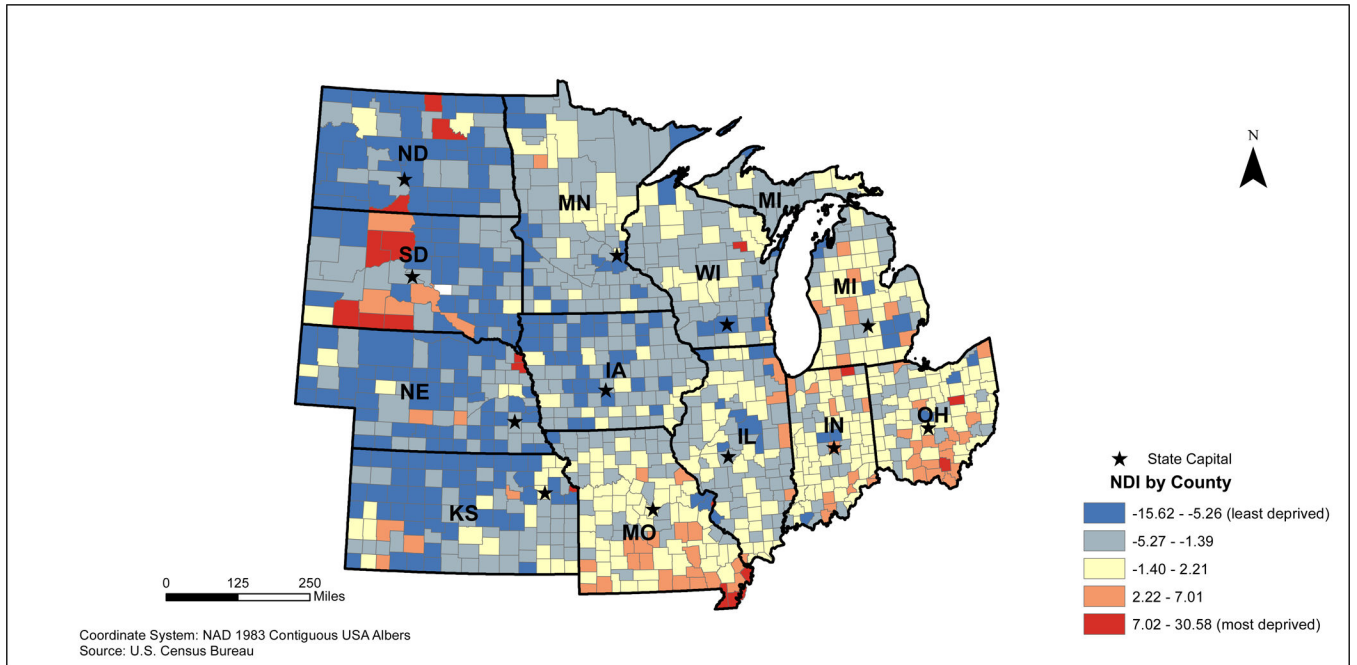 N
ND
MN
MI
SD
WI
MI
NE
IA
IL
IN
OH
KS
MO
State Capital
NDI by County
-15.62 - -5.26 (least deprived)
-5.27 - -1.39
-1.40 - 2.21
2.22 - 7.01
7.02 - 30.58 (most deprived)
0 125 250
Miles
Coordinate System: NAD 1983 Contiguous USA Albers
Source: U.S. Census Bureau